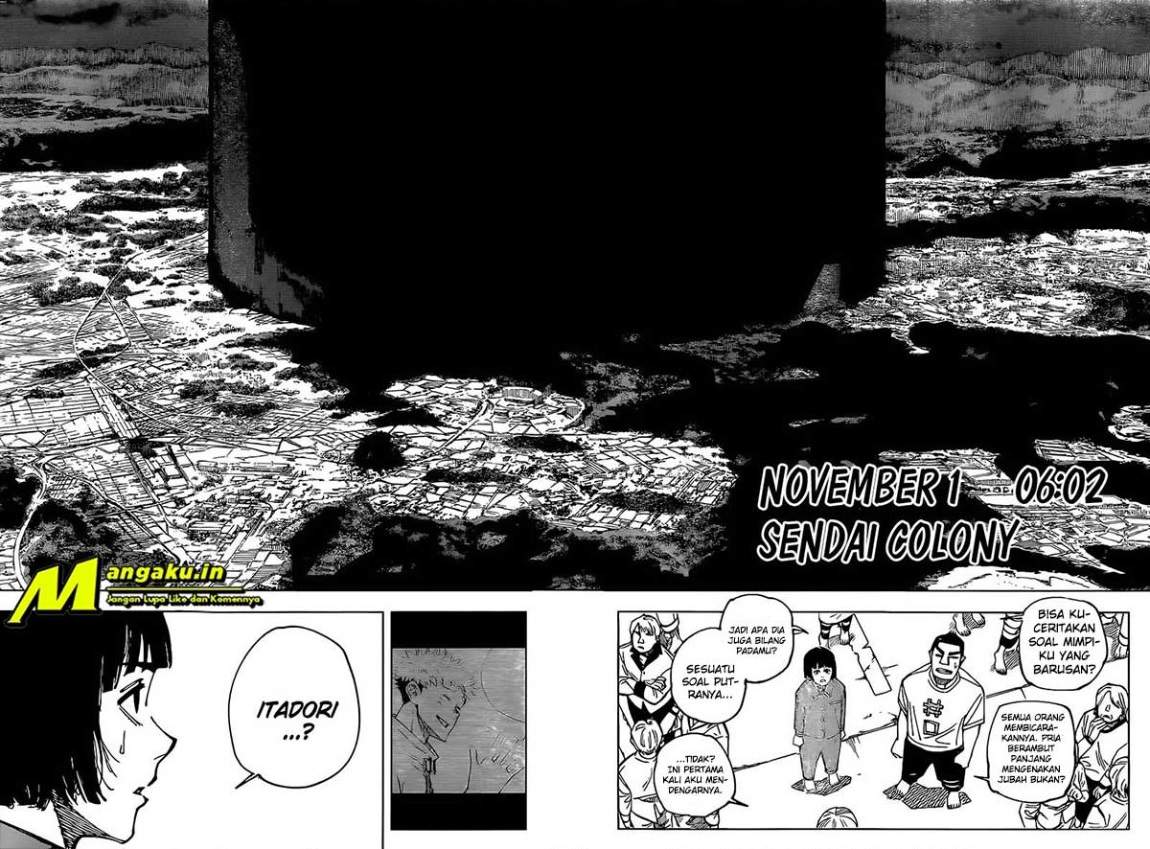 NOVEMBER 1 06:02
SENDAI COLONY
Mangaku.in
Jangan Lupa Like dan Komennya
BISA KU-
CERITAKAN
SOAL MIMPI-
KU YANG
BARUSAN?
SEMUA ORANG
MEMBICARA-
KANNYA. PRIA
BERAMBUT
PANJANG
MENGENAKAN
JUBAH BUKAN?
JADI APA DIA
JUGA BILANG
PADAMU?
SESUATU
SOAL PUT-
RANYA...
...TIDAK?
INI PERTAMA
KALI AKU MEN-
DENGARNYA.
ITADORI
...?